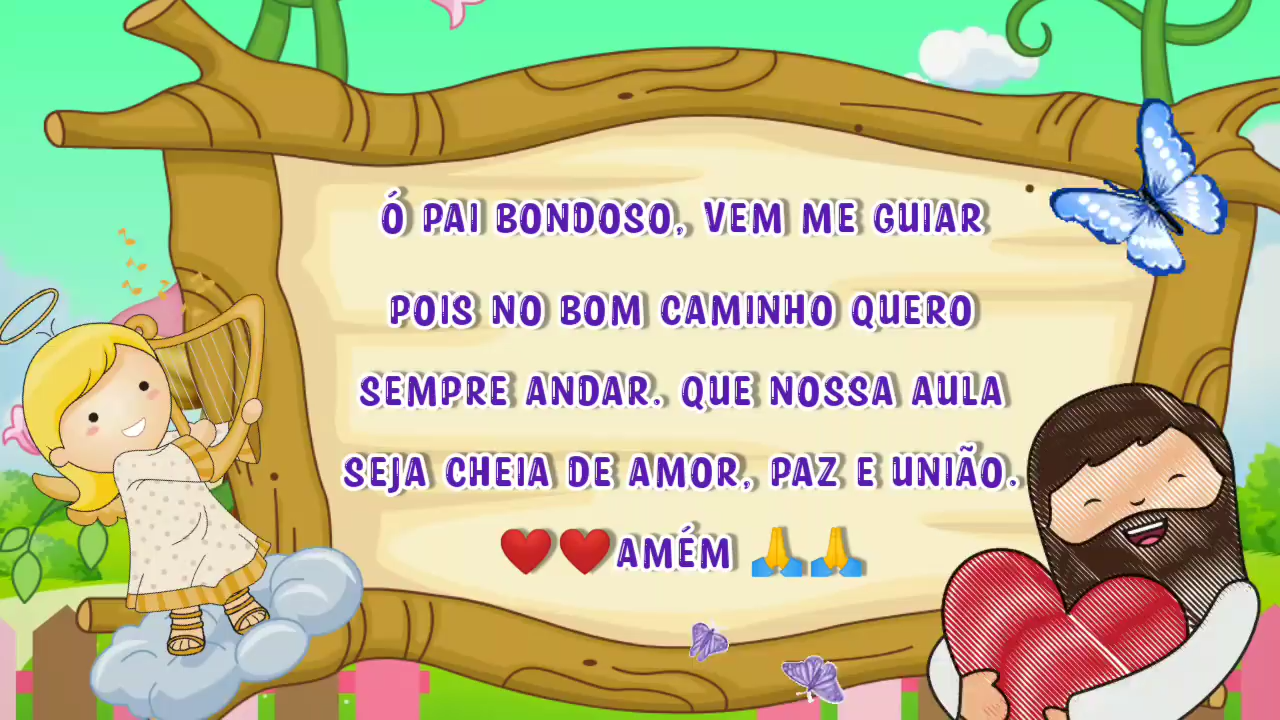 Ó PAI BONDOSO, VEM ME GUIAR
POIS NO BOM CAMINHO QUERO
SEMPRE ANDAR. QUE NOSSA AULA
SEJA CHEIA DE AMOR, PAZ E UNIÃO.
❤️❤️AMÉM 🙏🙏